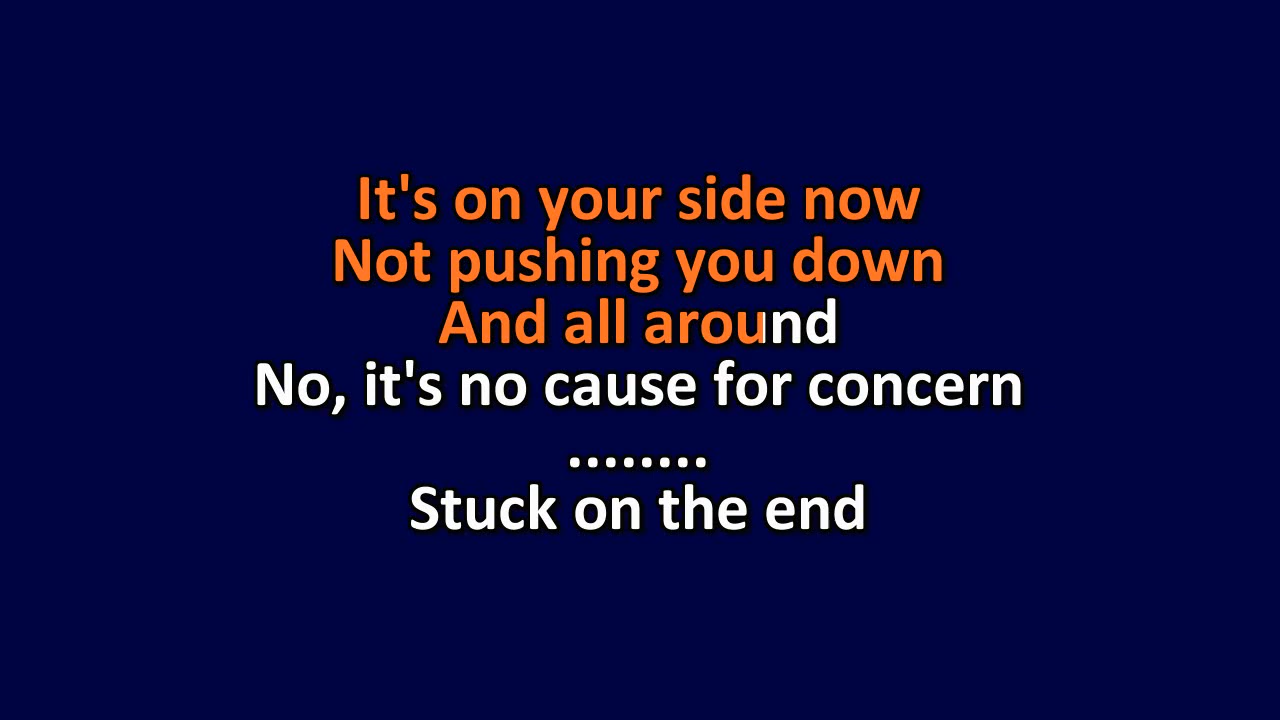 It's on your side now
Not pushing you down
And all around
No, it's no cause for concern
........
Stuck on the end